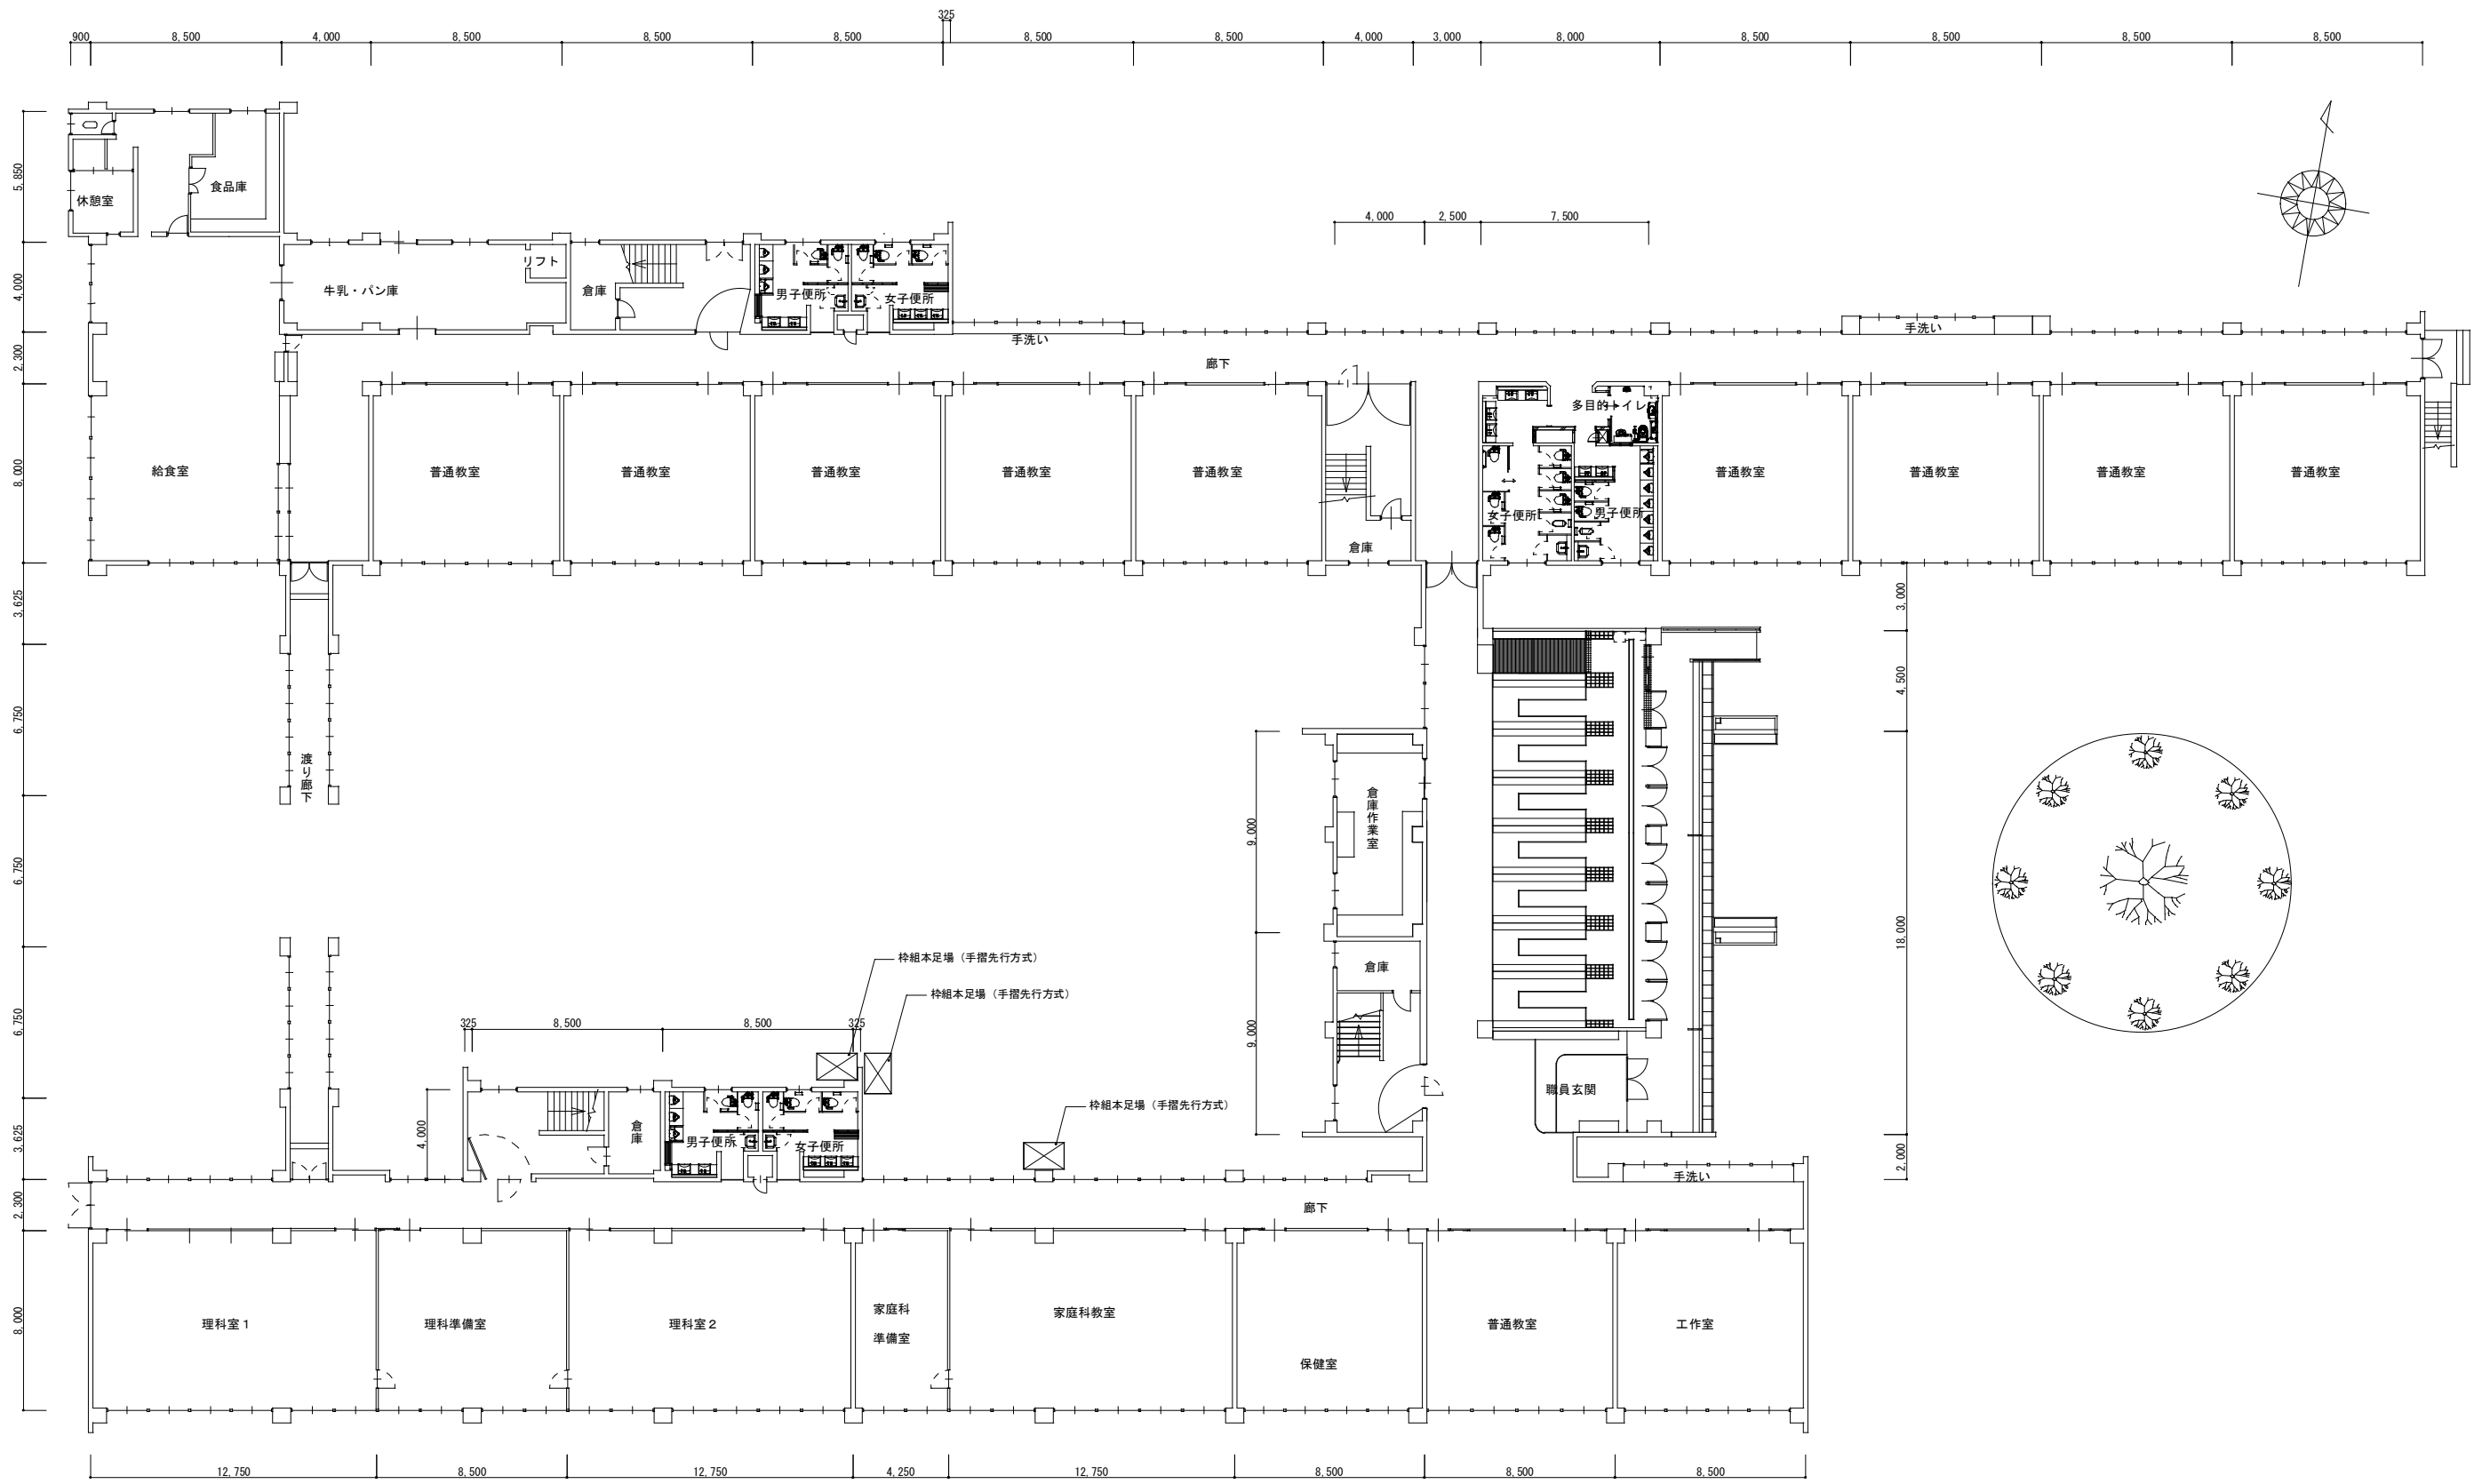 325
900
8,500
4,000
8,500
8,500
8,500
8,500
8,500
4,000
3,000
8,000
8,500
8,500
8,500
8,500
5,850
休憩室
食品庫
4,000
2,500
7,500
4,000
牛乳・パン庫
リフト
倉庫
男子便所
女子便所
手洗い
手洗い
2,300
廊下
多目的トイレ
8,000
給食室
普通教室
普通教室
普通教室
普通教室
普通教室
倉庫
女子便所
男子便所
普通教室
普通教室
普通教室
普通教室
3,625
3,000
6,750
4,500
渡り廊下
倉庫作業室
9,000
6,750
18,000
枠組本足場（手摺先行方式）
倉庫
枠組本足場（手摺先行方式）
6,750
325
8,500
8,500
325
9,000
職員玄関
枠組本足場（手摺先行方式）
3,625
4,000
倉庫
男子便所
女子便所
2,000
手洗い
2,300
廊下
8,000
理科室１
理科準備室
理科室２
家庭科
準備室
家庭科教室
保健室
普通教室
工作室
12,750
8,500
12,750
4,250
12,750
8,500
8,500
8,500